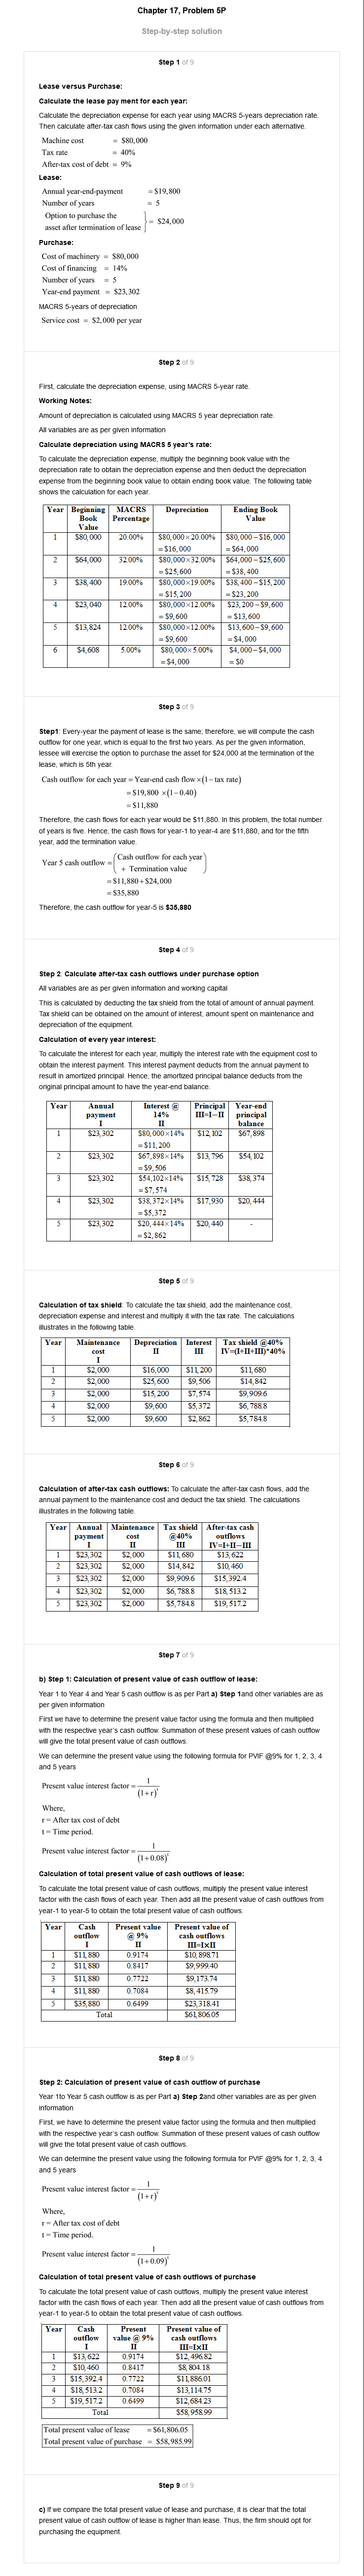 Chapter 17, Problem 5P
Step-by-step solution
Step 1 of 9
Lease versus Purchase:
Calculate the lease pay ment for each year:
Calculate the depreciation expense for each year using MACRS 5-years depreciation rate.
Then calculate after-tax cash flows using the given information under each alternative.
Machine cost = $80,000
Tax rate = 40%
After-tax cost of debt = 9%
Lease:
Annual year-end-payment = $19,800
Number of years = 5
Option to purchase the
asset after termination of lease } = $24,000
Purchase:
Cost of machinery = $80,000
Cost of financing = 14%
Number of years = 5
Year-end payment = $23,302
MACRS 5-years of depreciation
Service cost = $2,000 per year
Step 2 of 9
First, calculate the depreciation expense, using MACRS 5-year rate.
Working Notes:
Amount of depreciation is calculated using MACRS 5 year depreciation rate.
All variables are as per given information
Calculate depreciation using MACRS 5 year's rate:
To calculate the depreciation expense, multiply the beginning book value with the
depreciation rate to obtain the depreciation expense and then deduct the depreciation
expense from the beginning book value to obtain ending book value. The following table
shows the calculation for each year.
Year Beginning Book Value MACRS Percentage Depreciation Ending Book Value
1 $80,000 20.00% $80,000×20.00% $80,000−$16,000
= $16,000 = $64,000
2 $64,000 32.00% $80,000×32.00% $64,000−$25,600
= $25,600 = $38,400
3 $38,400 19.00% $80,000×19.00% $38,400−$15,200
= $15,200 = $23,200
4 $23,040 12.00% $80,000×12.00% $23,200−$9,600
= $9,600 = $13,600
5 $13,824 12.00% $80,000×12.00% $13,600−$9,600
= $9,600 = $4,000
6 $4,608 5.00% $80,000×5.00% $4,000−$4,000
= $4,000 = $0
Step 3 of 9
Step1: Every-year the payment of lease is the same; therefore, we will compute the cash
outflow for one year, which is equal to the first two years. As per the given information,
lessee will exercise the option to purchase the asset for $24,000 at the termination of the
lease, which is 5th year.
Cash outflow for each year = Year-end cash flow×(1−tax rate)
= $19,800 ×(1−0.40)
= $11,880
Therefore, the cash flows for each year would be $11,880. In this problem, the total number
of years is five. Hence, the cash flows for year-1 to year-4 are $11,880, and for the fifth
year, add the termination value.
Year 5 cash outflow = (Cash outflow for each year
+ Termination value)
= $11,880+$24,000
= $35,880
Therefore, the cash outflow for year-5 is $35,880
Step 4 of 9
Step 2: Calculate after-tax cash outflows under purchase option
All variables are as per given information and working capital
This is calculated by deducting the tax shield from the total of amount of annual payment.
Tax shield can be obtained on the amount of interest, amount spent on maintenance and
depreciation of the equipment.
Calculation of every year interest:
To calculate the interest for each year, multiply the interest rate with the equipment cost to
obtain the interest payment. This interest payment deducts from the annual payment to
result in amortized principal. Hence, the amortized principal balance deducts from the
original principal amount to have the year-end balance.
Year Annual payment I Interest @ 14% II Principal III=I−II Year-end principal balance
1 $23,302 $80,000×14% $12,102 $67,898
= $11,200
2 $23,302 $67,898×14% $13,796 $54,102
= $9,506
3 $23,302 $54,102×14% $15,728 $38,374
= $7,574
4 $23,302 $38,372×14% $17,930 $20,444
= $5,372
5 $23,302 $20,444×14% $20,440 -
= $2,862
Step 5 of 9
Calculation of tax shield: To calculate the tax shield, add the maintenance cost,
depreciation expense and interest and multiply it with the tax rate. The calculations
illustrates in the following table.
Year Maintenance cost I Depreciation II Interest III Tax shield @40% IV=(I+II+III)*40%
1 $2,000 $16,000 $11,200 $11,680
2 $2,000 $25,600 $9,506 $14,842
3 $2,000 $15,200 $7,574 $9,909.6
4 $2,000 $9,600 $5,372 $6,788.8
5 $2,000 $9,600 $2,862 $5,784.8
Step 6 of 9
Calculation of after-tax cash outflows: To calculate the after-tax cash flows, add the
annual payment to the maintenance cost and deduct the tax shield. The calculations
illustrates in the following table.
Year Annual payment I Maintenance cost II Tax shield @40% III After-tax cash outflows IV=I+II−III
1 $23,302 $2,000 $11,680 $13,622
2 $23,302 $2,000 $14,842 $10,460
3 $23,302 $2,000 $9,909.6 $15,392.4
4 $23,302 $2,000 $6,788.8 $18,513.2
5 $23,302 $2,000 $5,784.8 $19,517.2
Step 7 of 9
b) Step 1: Calculation of present value of cash outflow of lease:
Year 1 to Year 4 and Year 5 cash outflow is as per Part a) Step 1and other variables are as
per given information
First we have to determine the present value factor using the formula and then multiplied
with the respective year's cash outflow. Summation of these present values of cash outflow
will give the total present value of cash outflows.
We can determine the present value using the following formula for PVIF @9% for 1, 2, 3, 4
and 5 years
Present value interest factor = 1/(1+r)^t
Where,
r = After tax cost of debt
t = Time period.
Present value interest factor = 1/(1+0.08)^t
Calculation of total present value of cash outflows of lease:
To calculate the total present value of cash outflows, multiply the present value interest
factor with the cash flows of each year. Then add all the present value of cash outflows from
year-1 to year-5 to obtain the total present value of cash outflows.
Year Cash outflow I Present value @ 9% II Present value of cash outflows III=I×II
1 $11,880 0.9174 $10,898.71
2 $11,880 0.8417 $9,999.40
3 $11,880 0.7722 $9,173.74
4 $11,880 0.7084 $8,415.79
5 $35,880 0.6499 $23,318.41
Total $61,806.05
Step 8 of 9
Step 2: Calculation of present value of cash outflow of purchase
Year 1to Year 5 cash outflow is as per Part a) Step 2and other variables are as per given
information
First, we have to determine the present value factor using the formula and then multiplied
with the respective year's cash outflow. Summation of these present values of cash outflow
will give the total present value of cash outflows.
We can determine the present value using the following formula for PVIF @9% for 1, 2, 3, 4
and 5 years
Present value interest factor = 1/(1+r)^t
Where,
r = After tax cost of debt
t = Time period.
Present value interest factor = 1/(1+0.09)^t
Calculation of total present value of cash outflows of purchase
To calculate the total present value of cash outflows, multiply the present value interest
factor with the cash flows of each year. Then add all the present value of cash outflows from
year-1 to year-5 to obtain the total present value of cash outflows.
Year Cash outflow I Present value @ 9% II Present value of cash outflows III=I×II
1 $13,622 0.9174 $12,496.82
2 $10,460 0.8417 $8,804.18
3 $15,392.4 0.7722 $11,886.01
4 $18,513.2 0.7084 $13,114.75
5 $19,517.2 0.6499 $12,684.23
Total $58,958.99
Total present value of lease = $61,806.05
Total present value of purchase = $58,985.99
Step 9 of 9
c) If we compare the total present value of lease and purchase, it is clear that the total
present value of cash outflow of lease is higher than lease. Thus, the firm should opt for
purchasing the equipment.